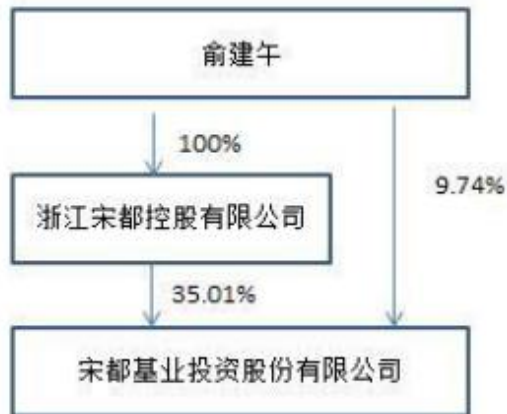 俞建午
100%
9.74%
浙江宋都控股有限公司
35.01%
宋都基业投资股份有限公司